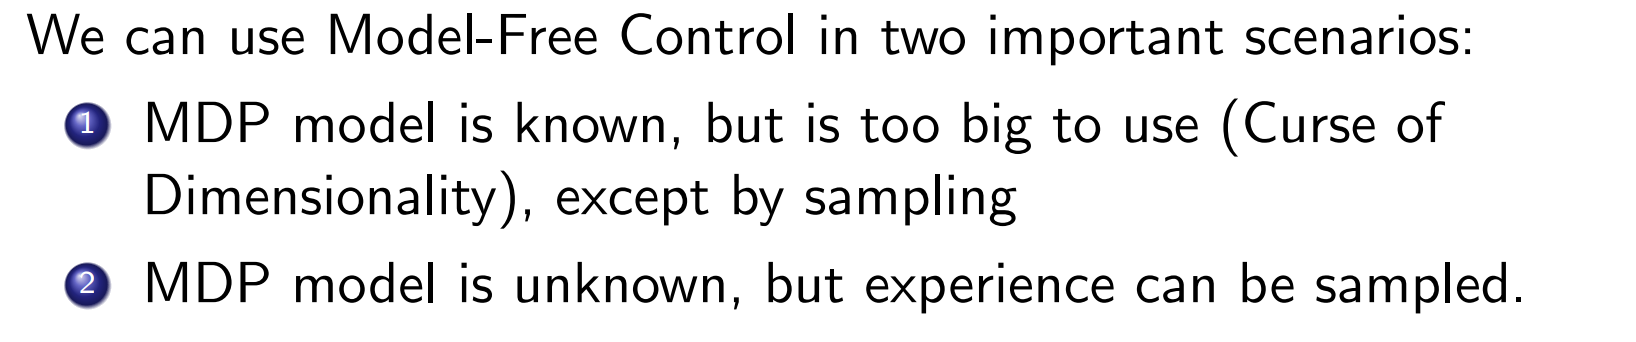 We can use Model-Free Control in two important scenarios:
1 MDP model is known, but is too big to use (Curse of
Dimensionality), except by sampling
2 MDP model is unknown, but experience can be sampled.